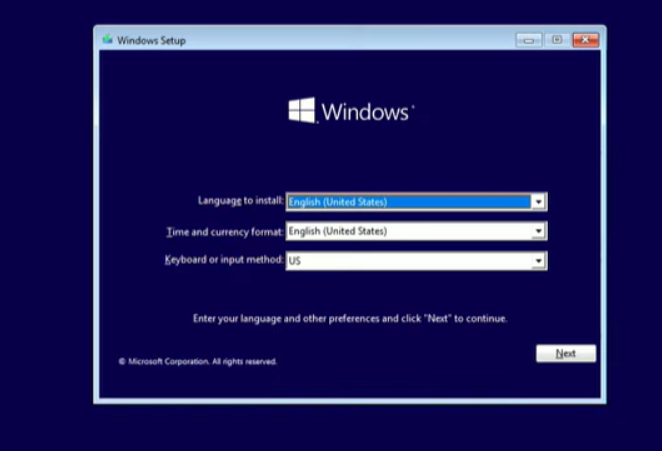 Windows Setup
Windows
Language to install: English (United States)
Time and currency format: English (United States)
Keyboard or input method: US
Enter your language and other preferences and click "Next" to continue.
Next
© Microsoft Corporation. All rights reserved.